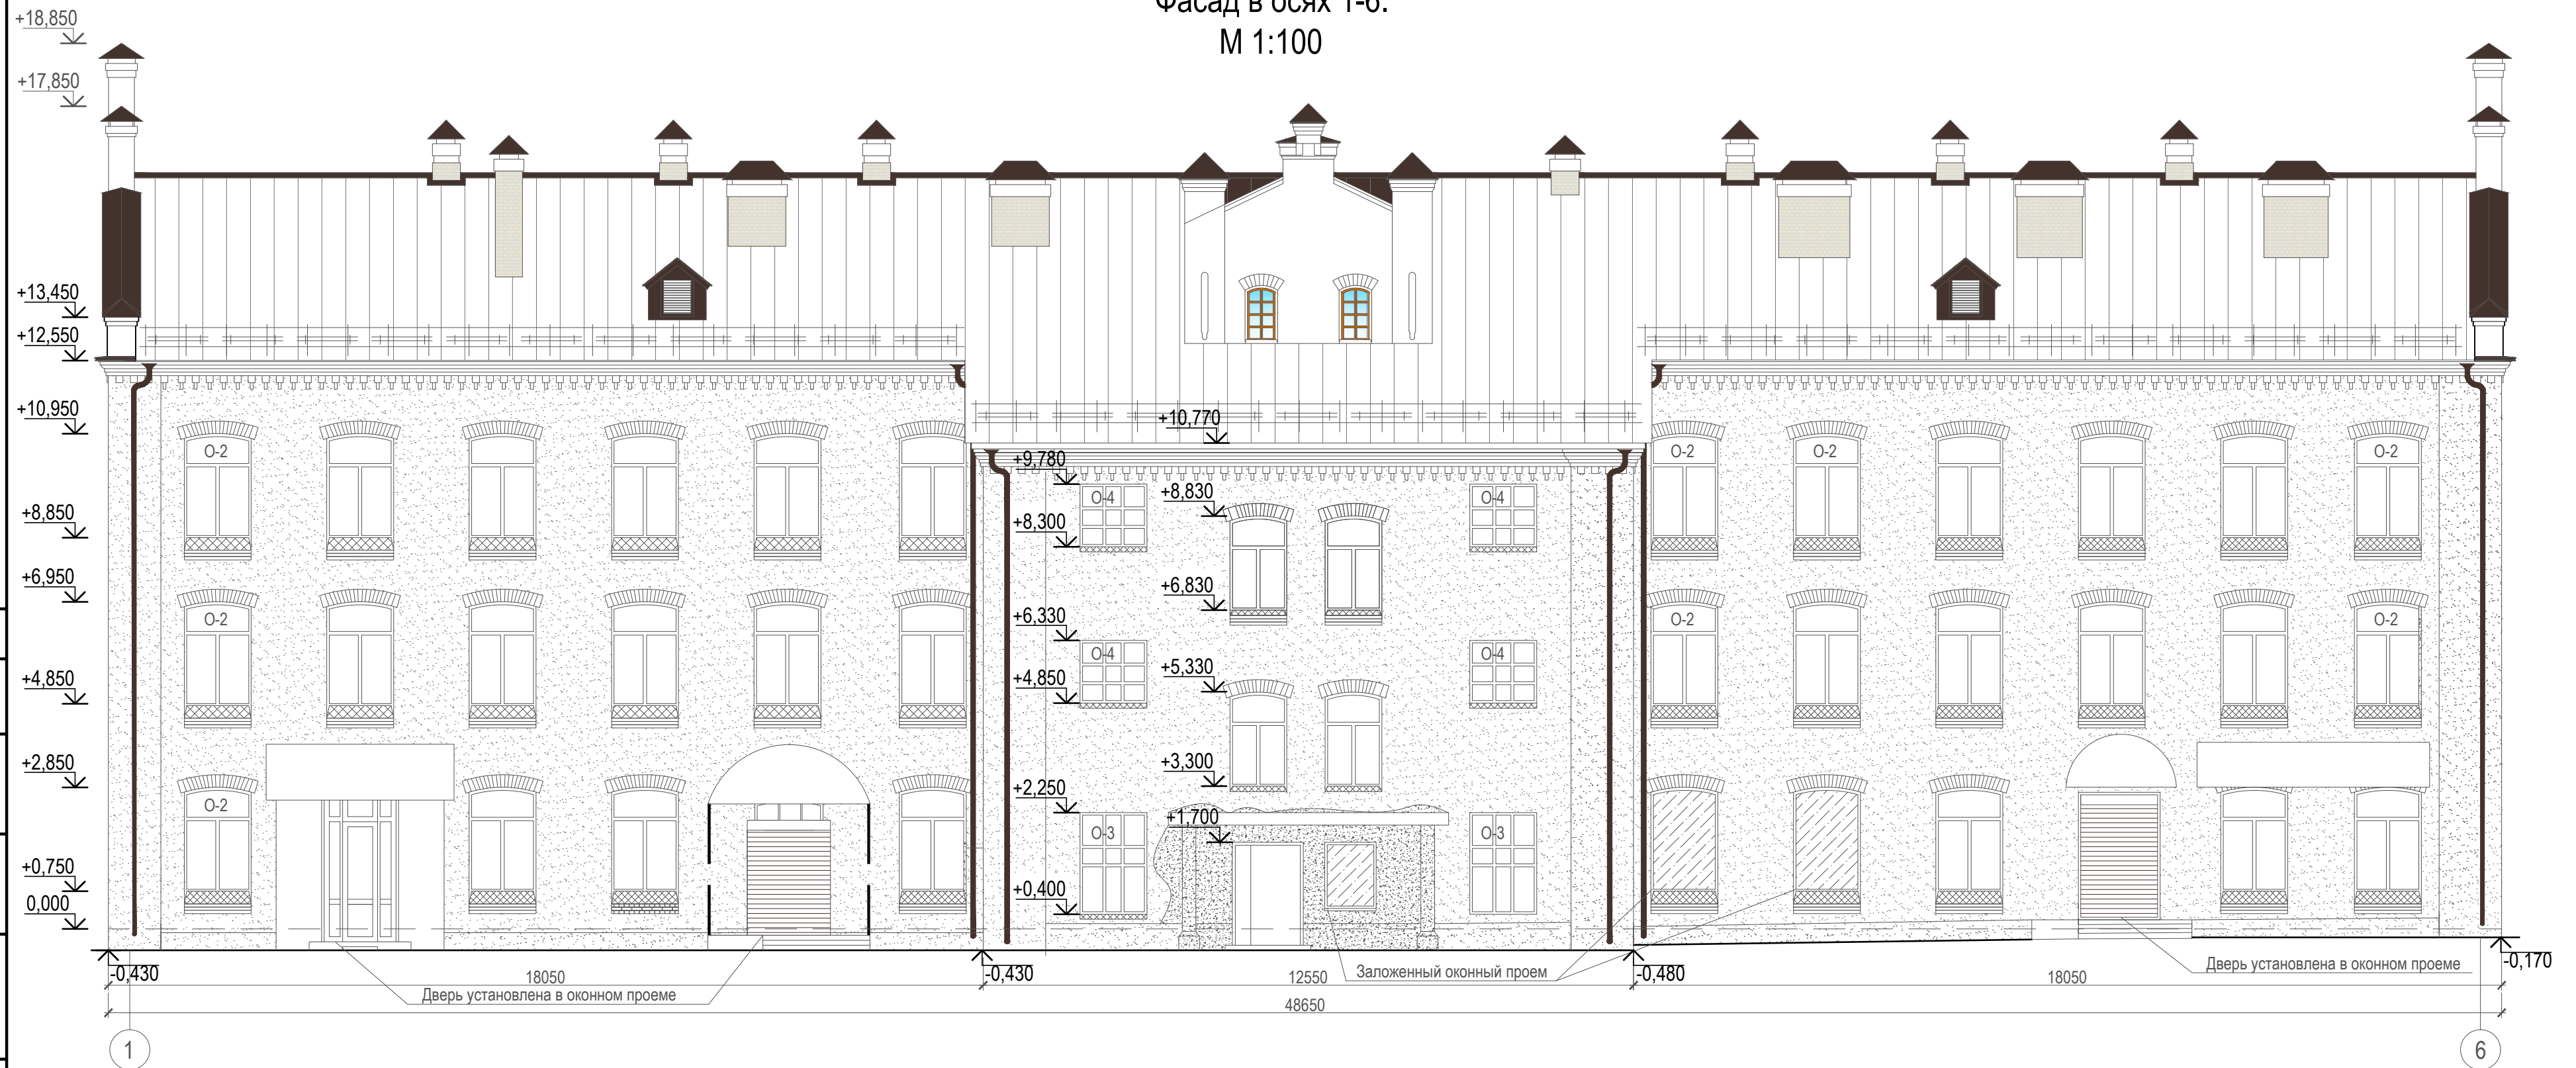 Фасад в осях 1-6.
М 1:100
+18,850
+17,850
+13,450
+12,550
+10,950
+8,850
+6,950
+4,850
+2,850
+0,750
0,000
О-2
О-2
О-2
+10,770
+9,780
+8,300
+6,330
+4,850
+2,250
+0,400
О-4
О-4
О-3
+8,830
+6,830
+5,330
+3,300
+1,700
О-4
О-4
О-3
О-2
О-2
О-2
О-2
О-2
-0,430
18050
-0,430
12550
Заложенный оконный проем
-0,480
18050
Дверь установлена в оконном проеме
-0,170
Дверь установлена в оконном проеме
48650
1
6